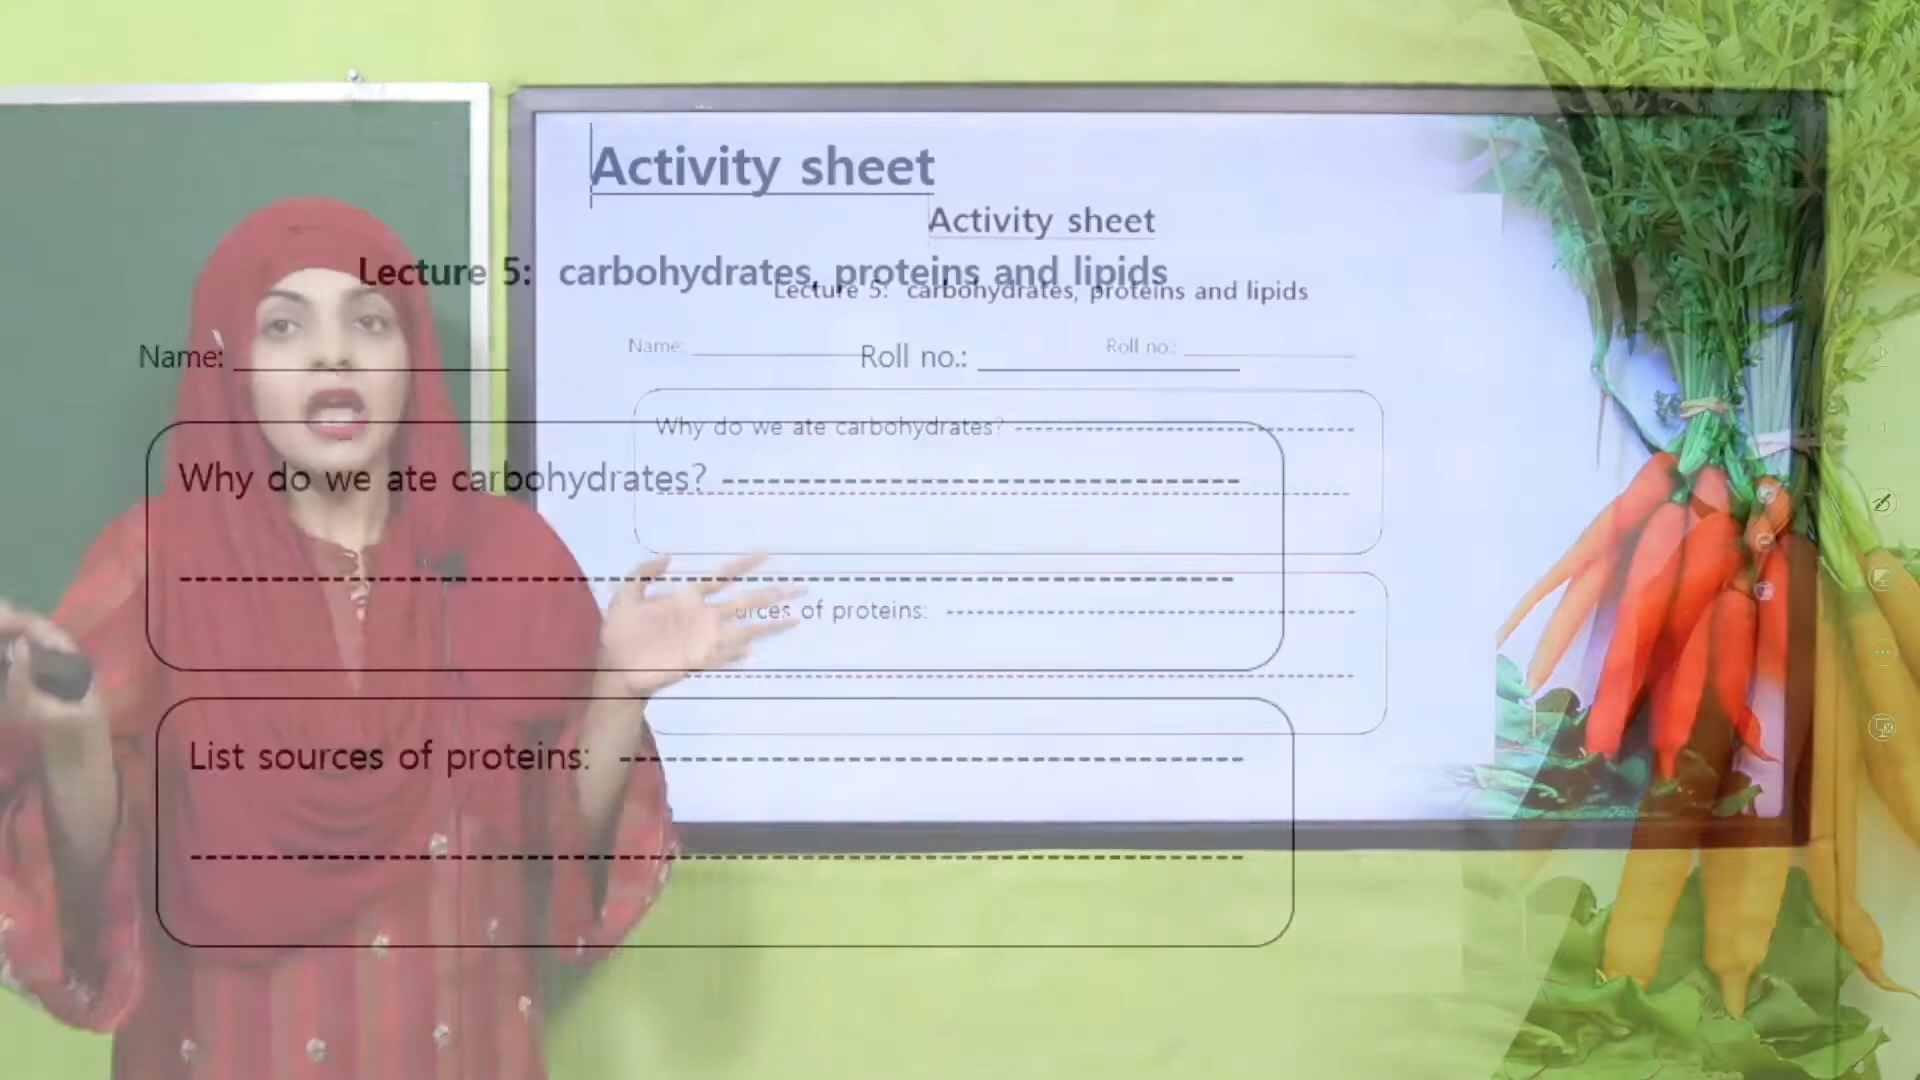 Activity sheet
Lecture 5: carbohydrates, proteins and lipids
Name: Roll no.:
Why do we ate carbohydrates?
List sources of proteins:
Activity sheet
Lecture 5: carbohydrates, proteins and lipids
Name: Roll no.:
Why do we ate carbohydrates?
of proteins: